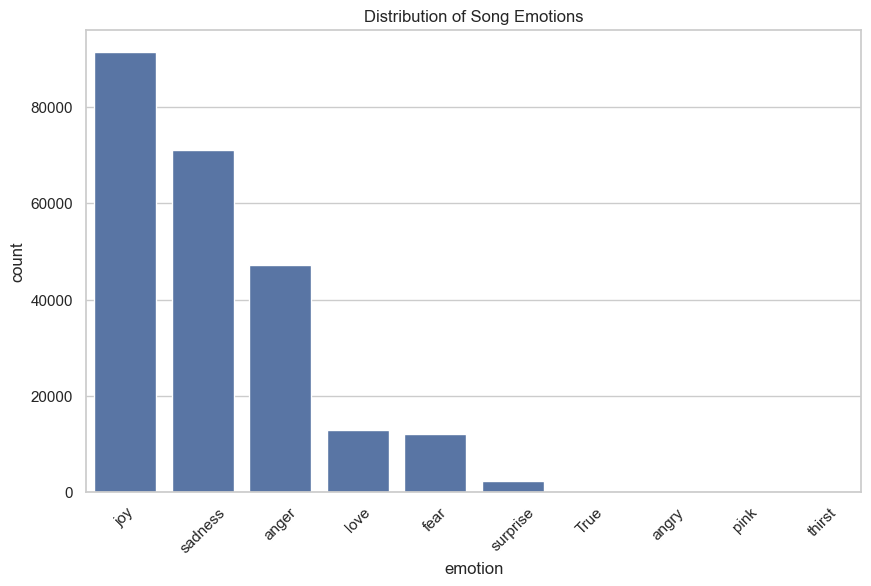 Distribution of Song Emotions
80000
60000
40000
20000
0
count
joy
sadness
anger
love
fear
surprise
True
angry
pink
thirst
emotion